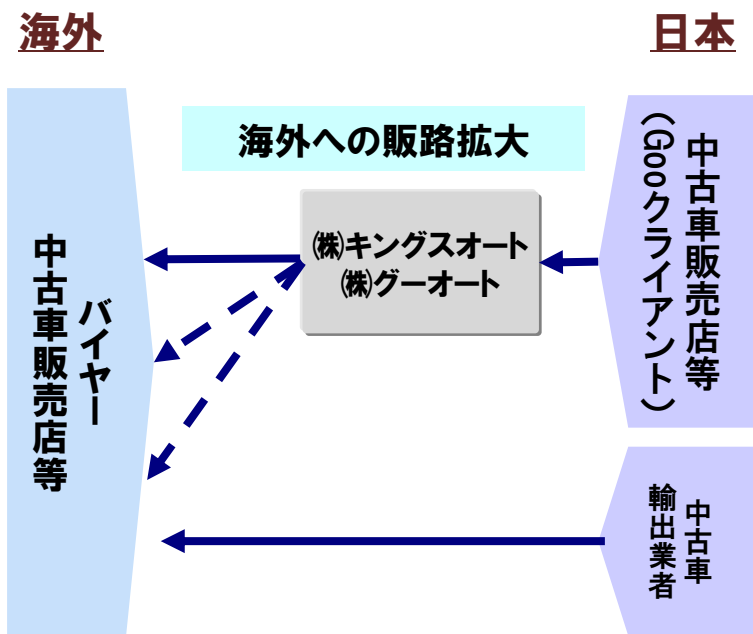 海外
日本
海外への販路拡大
㈱キングスオート
㈱グーオート
バイヤー
中古車販売店等
中古車販売店等
（Gooクライアント）
中古車
輸出業者